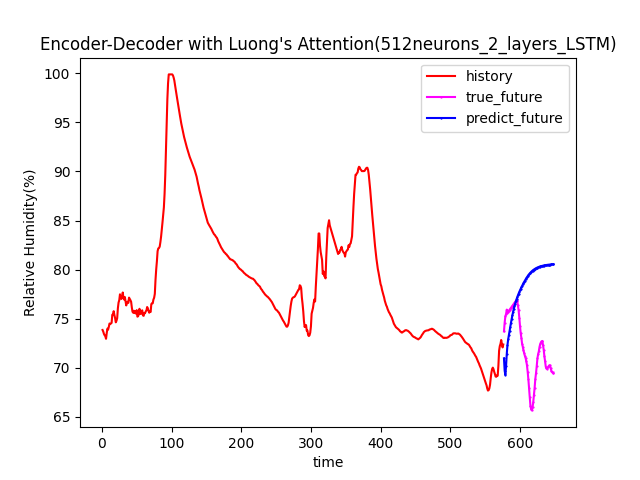 Encoder-Decoder with Luong's Attention(512neurons_2_layers_LSTM)
history
true_future
predict_future
Relative Humidity(%)
100
95
90
85
80
75
70
65
0
100
200
300
400
500
600
time